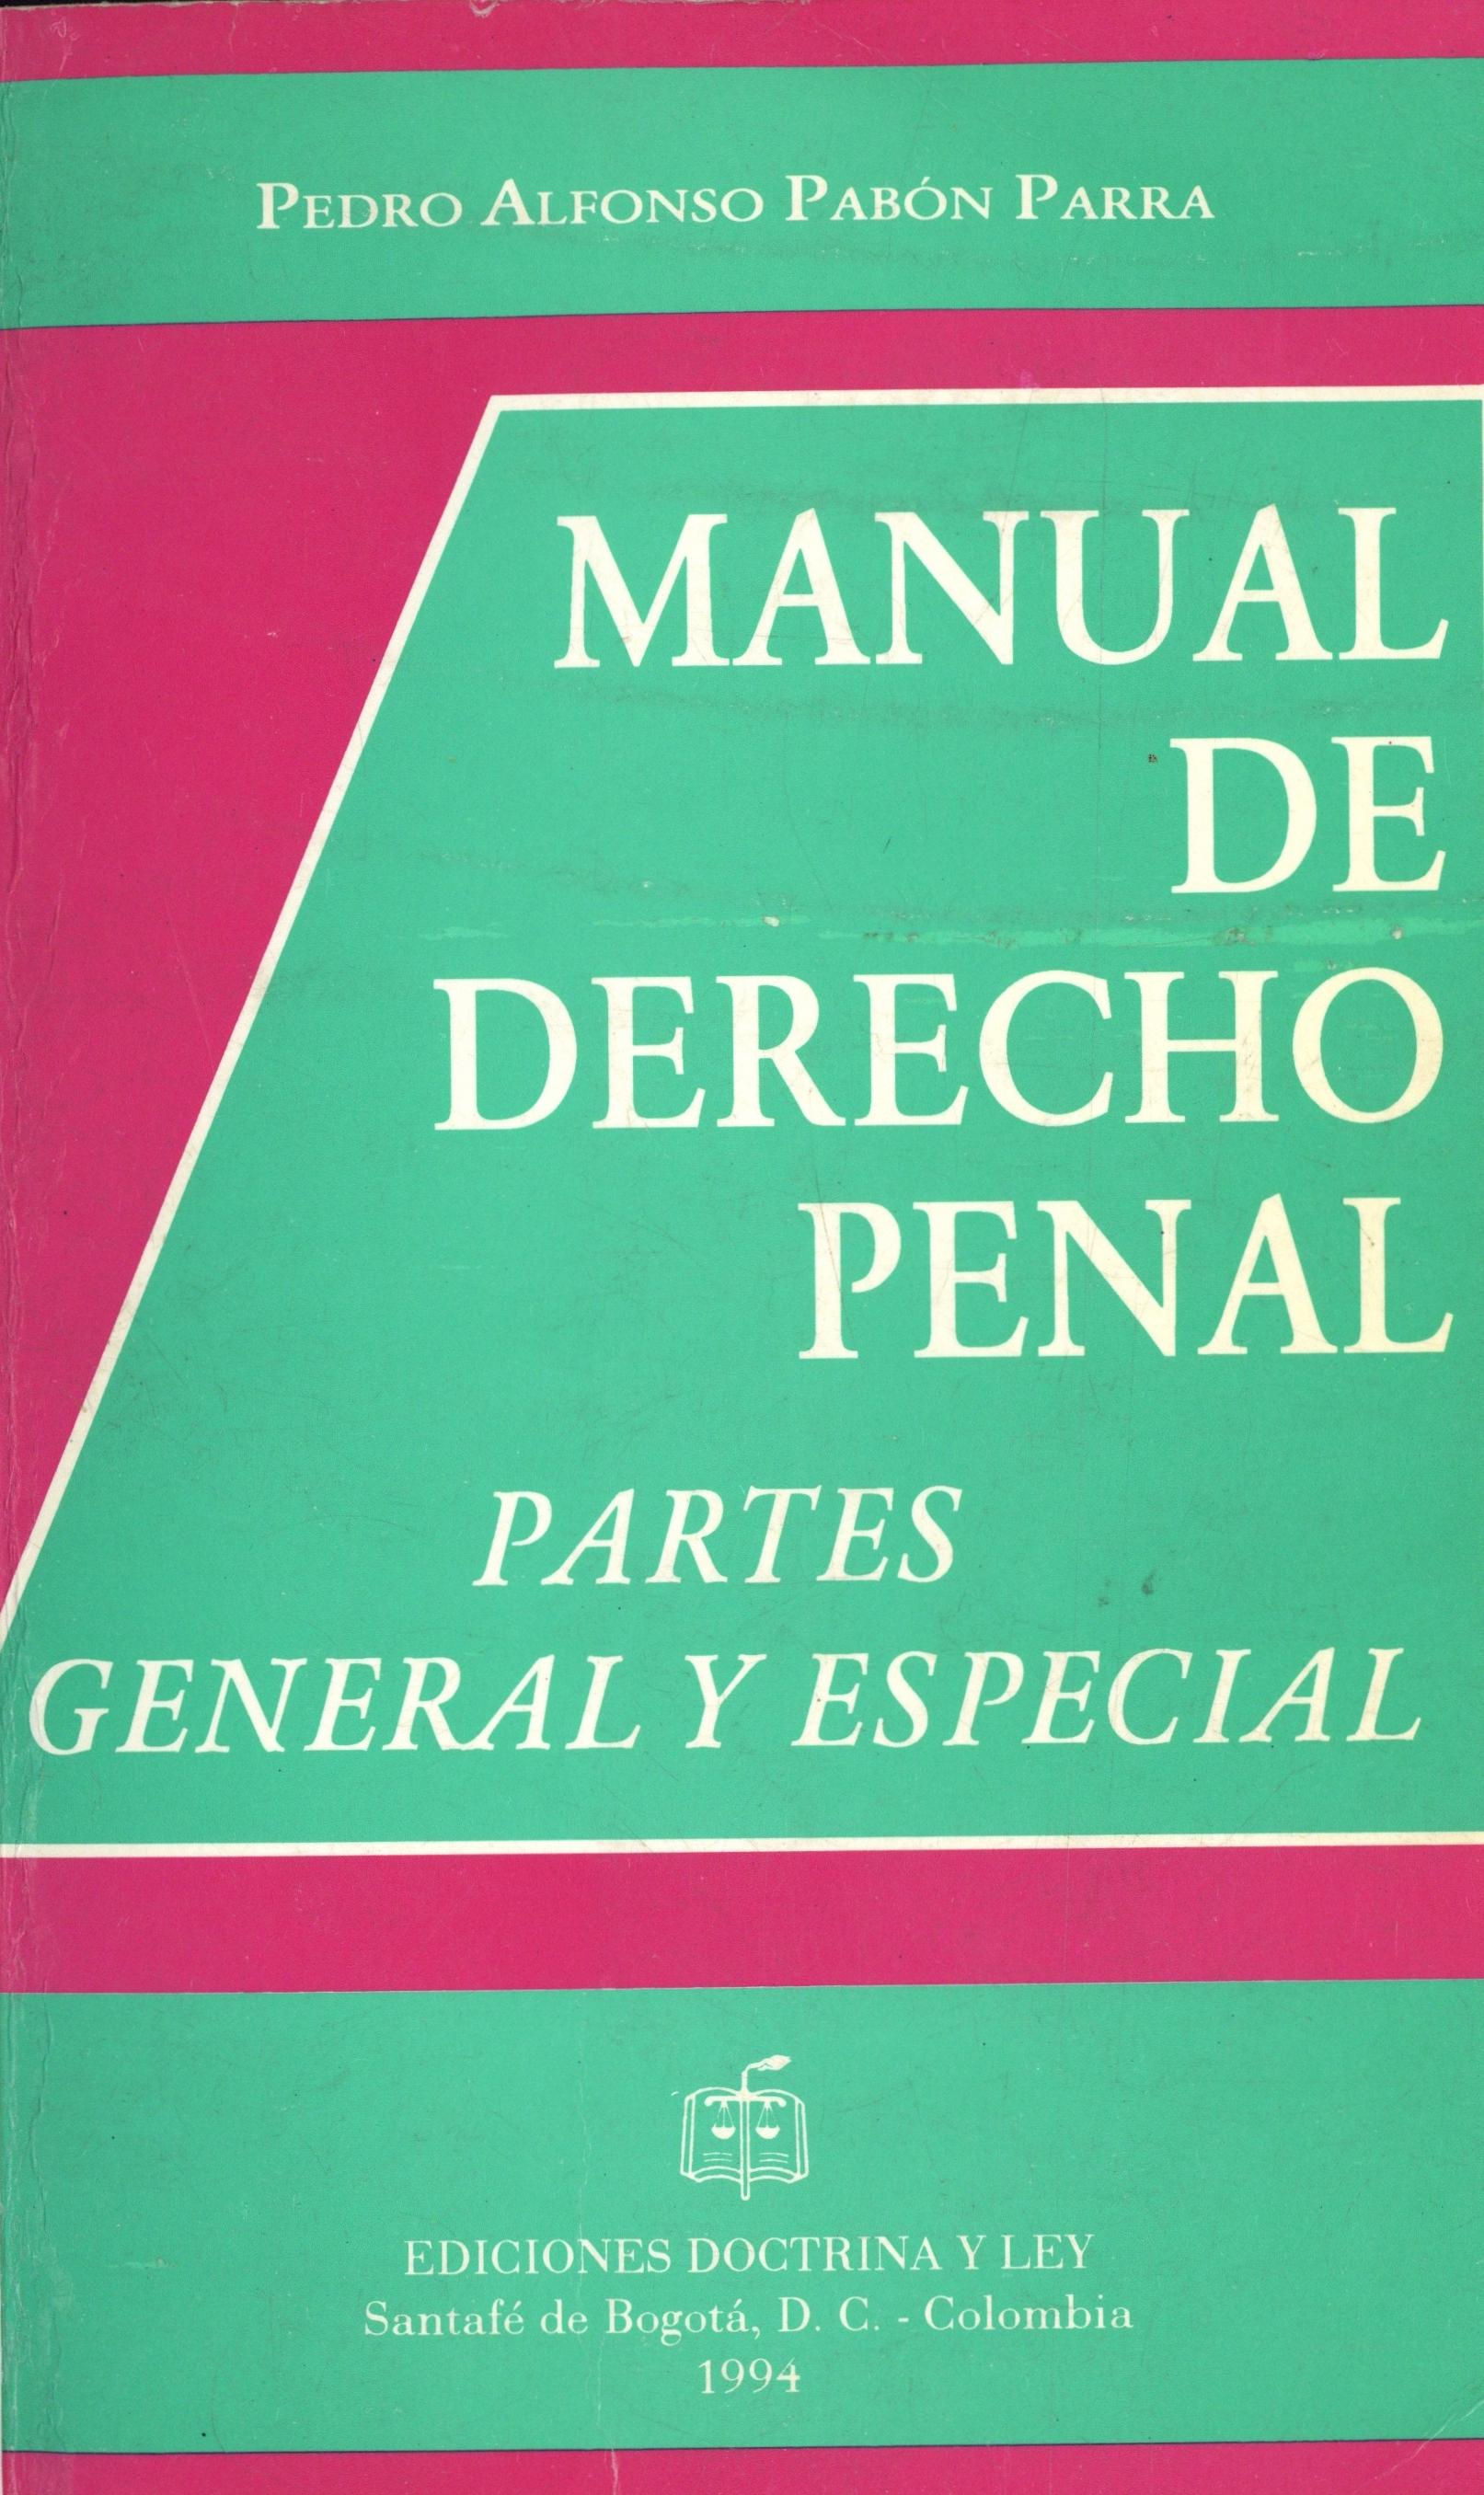 PEDRO ALFONSO PABÓN PARRA
MANUAL
DE
DERECHO
PENAL
PARTES
GENERAL Y ESPECIAL
EDICIONES DOCTRINA Y LEY
Santafé de Bogotá, D. C. - Colombia
1994